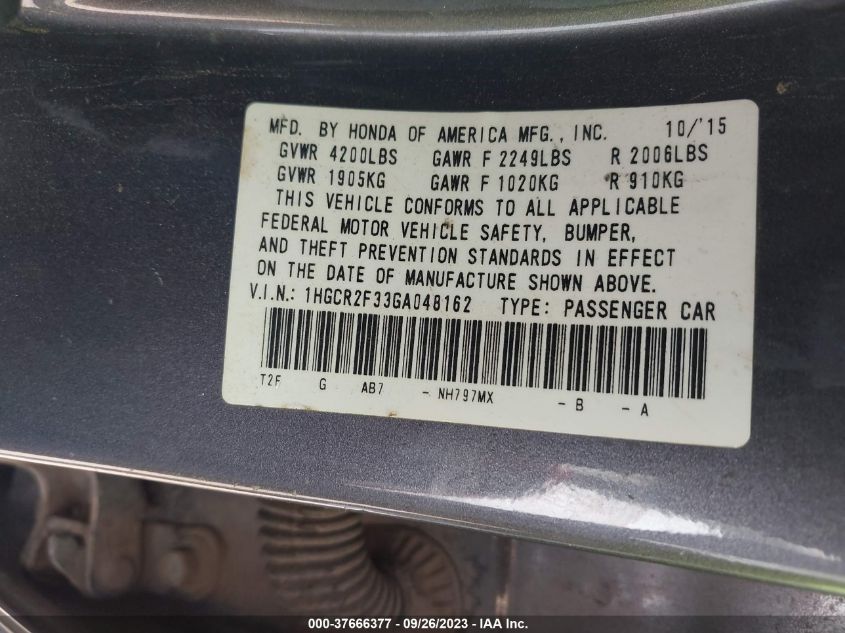 MFD. BY HONDA OF AMERICA MFG., INC. 10/'15
GVWR 4200LBS GAWR F 2249LBS R 2006LBS
GVWR 1905KG GAWR F 1020KG R 910KG
THIS VEHICLE CONFORMS TO ALL APPLICABLE
FEDERAL MOTOR VEHICLE SAFETY, BUMPER,
AND THEFT PREVENTION STANDARDS IN EFFECT
ON THE DATE OF MANUFACTURE SHOWN ABOVE.
V.I.N.: 1HGCR2F33GA048162 TYPE: PASSENGER CAR
T2F G AB7 - NH797MX - B - A
000-37666377 - 09/26/2023 - IAA Inc.